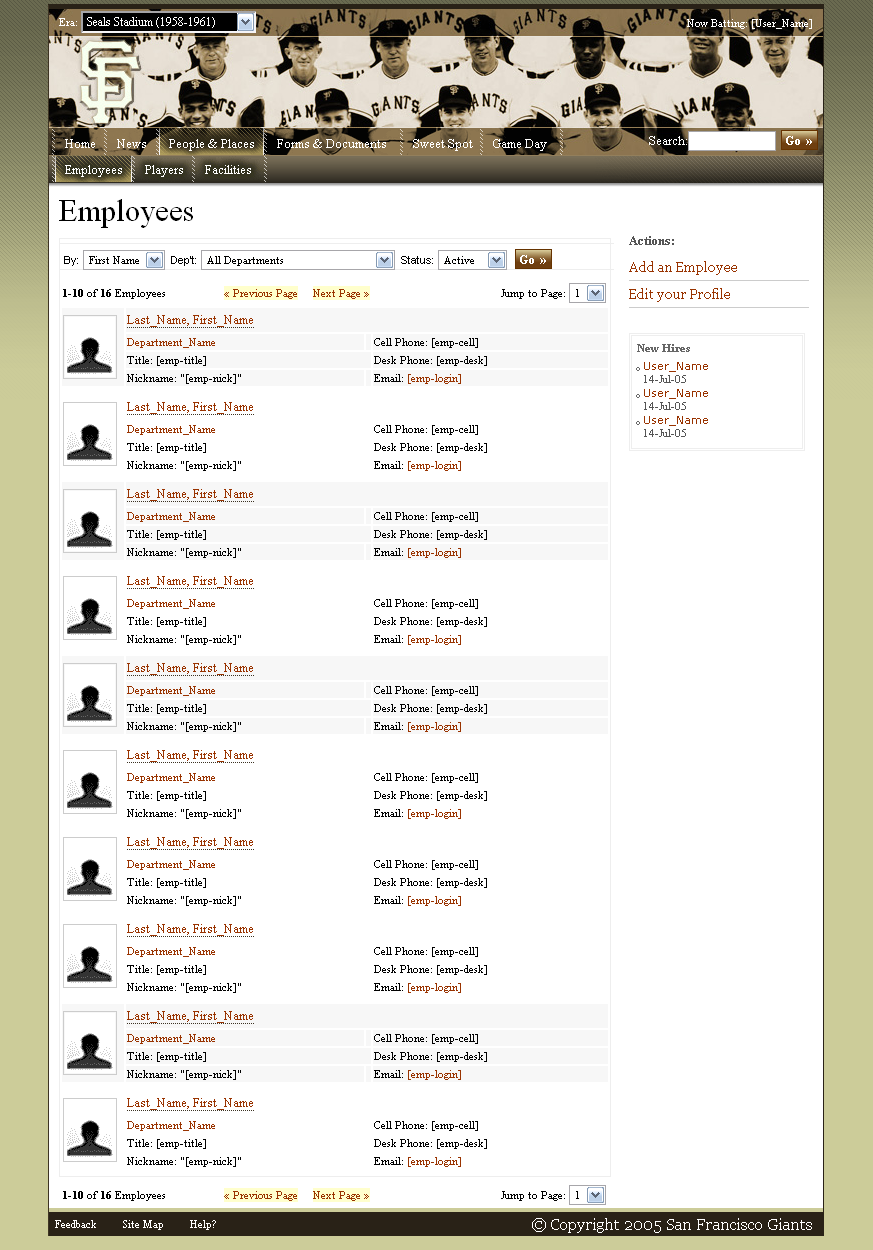 Era: Seals Stadium (1958-1961) Now Batting: [User_Name]
GIANTS
SF
GIANTS GIANTS
Home News People & Places Forms & Documents Sweet Spot Game Day Search: Go »
Employees Players Facilities
Employees
By: First Name Dep't: All Departments Status: Active Go »
1-10 of 16 Employees « Previous Page Next Page » Jump to Page: 1
Last_Name, First_Name
Department_Name Cell Phone: [emp-cell]
Title: [emp-title] Desk Phone: [emp-desk]
Nickname: "[emp-nick]" Email: [emp-login]
Last_Name, First_Name
Department_Name Cell Phone: [emp-cell]
Title: [emp-title] Desk Phone: [emp-desk]
Nickname: "[emp-nick]" Email: [emp-login]
Last_Name, First_Name
Department_Name Cell Phone: [emp-cell]
Title: [emp-title] Desk Phone: [emp-desk]
Nickname: "[emp-nick]" Email: [emp-login]
Last_Name, First_Name
Department_Name Cell Phone: [emp-cell]
Title: [emp-title] Desk Phone: [emp-desk]
Nickname: "[emp-nick]" Email: [emp-login]
Last_Name, First_Name
Department_Name Cell Phone: [emp-cell]
Title: [emp-title] Desk Phone: [emp-desk]
Nickname: "[emp-nick]" Email: [emp-login]
Last_Name, First_Name
Department_Name Cell Phone: [emp-cell]
Title: [emp-title] Desk Phone: [emp-desk]
Nickname: "[emp-nick]" Email: [emp-login]
Last_Name, First_Name
Department_Name Cell Phone: [emp-cell]
Title: [emp-title] Desk Phone: [emp-desk]
Nickname: "[emp-nick]" Email: [emp-login]
Last_Name, First_Name
Department_Name Cell Phone: [emp-cell]
Title: [emp-title] Desk Phone: [emp-desk]
Nickname: "[emp-nick]" Email: [emp-login]
Last_Name, First_Name
Department_Name Cell Phone: [emp-cell]
Title: [emp-title] Desk Phone: [emp-desk]
Nickname: "[emp-nick]" Email: [emp-login]
Last_Name, First_Name
Department_Name Cell Phone: [emp-cell]
Title: [emp-title] Desk Phone: [emp-desk]
Nickname: "[emp-nick]" Email: [emp-login]
1-10 of 16 Employees « Previous Page Next Page » Jump to Page: 1
Actions:
Add an Employee
Edit your Profile
New Hires
User_Name
14-Jul-05
User_Name
14-Jul-05
User_Name
14-Jul-05
Feedback Site Map Help? © Copyright 2005 San Francisco Giants